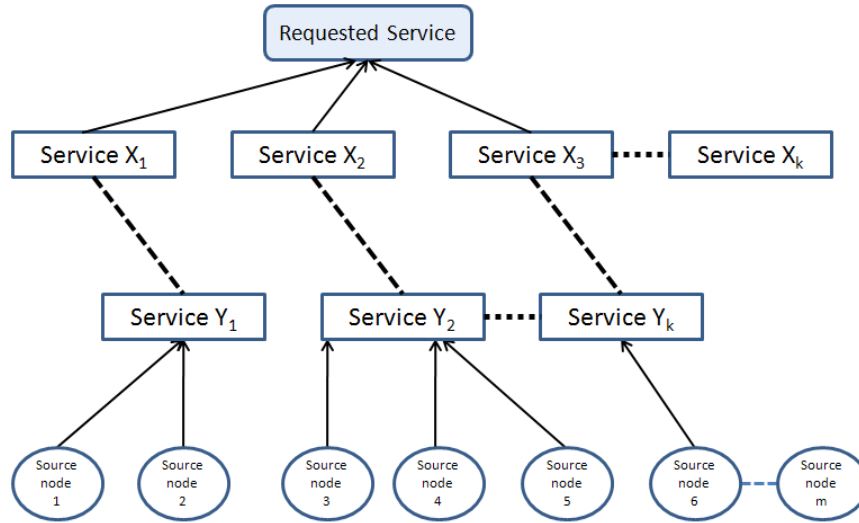 Requested Service
Service X₁
Service X₂
Service X₃
Service Xₖ
Service Y₁
Service Y₂
Service Yₖ
Source
node
1
Source
node
2
Source
node
3
Source
node
4
Source
node
5
Source
node
6
Source
node
m